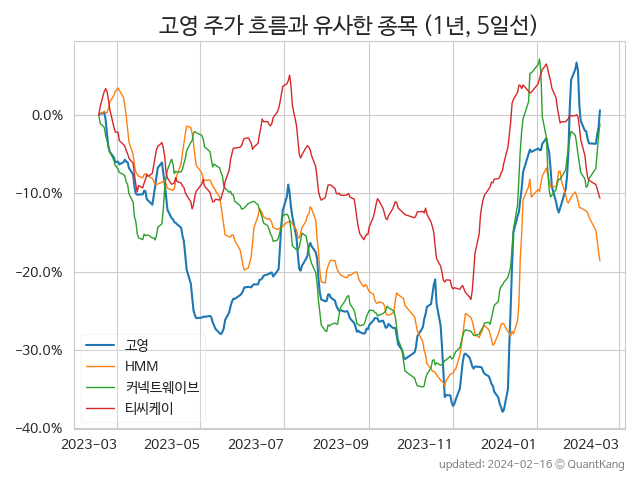 고영 주가 흐름과 유사한 종목 (1년, 5일선)
0.0%
-10.0%
-20.0%
-30.0%
-40.0%
고영
HMM
커넥트웨이브
티씨케이
2023-03 2023-05 2023-07 2023-09 2023-11 2024-01 2024-03
updated: 2024-02-16 © QuantKang